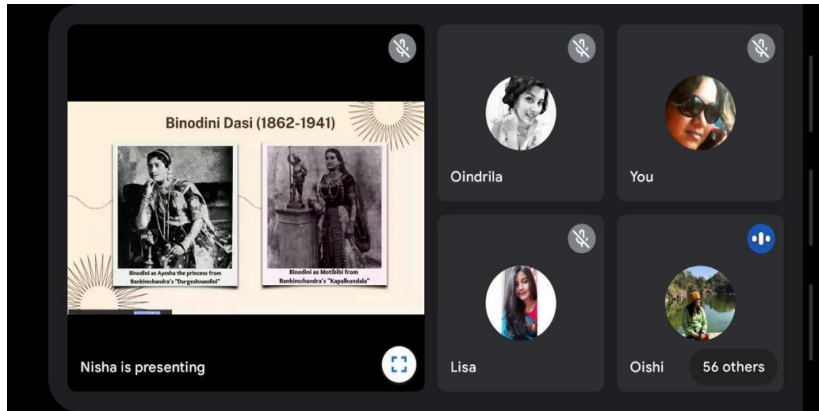 Binodini Dasi (1862-1941)
Binodini as Ayesha the princess from
Bankimchandra's "Durgeshnandini"
Binodini as Motibibi from
Bankimchandra's "Kapalkundala"
Nisha is presenting
Oindrila
You
Lisa
Oishi
56 others